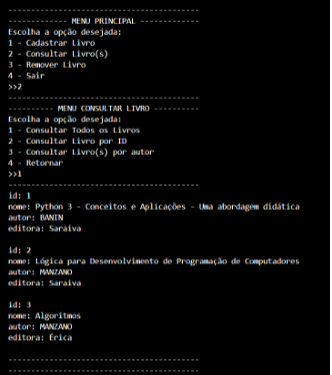 --------------------------------------------
------------- MENU PRINCIPAL -------------
Escolha a opção desejada:
1 - Cadastrar Livro
2 - Consultar Livro(s)
3 - Remover Livro
4 - Sair
>>2
--------------------------------------------
---------- MENU CONSULTAR LIVRO ----------
Escolha a opção desejada:
1 - Consultar Todos os Livros
2 - Consultar Livro por ID
3 - Consultar Livro(s) por autor
4 - Retornar
>>1
--------------------------------------------
id: 1
nome: Python 3 - Conceitos e Aplicações - Uma abordagem didática
autor: BANIN
editora: Saraiva
id: 2
nome: Lógica para Desenvolvimento de Programação de Computadores
autor: MANZANO
editora: Saraiva
id: 3
nome: Algoritmos
autor: MANZANO
editora: Érica
--------------------------------------------
--------------------------------------------